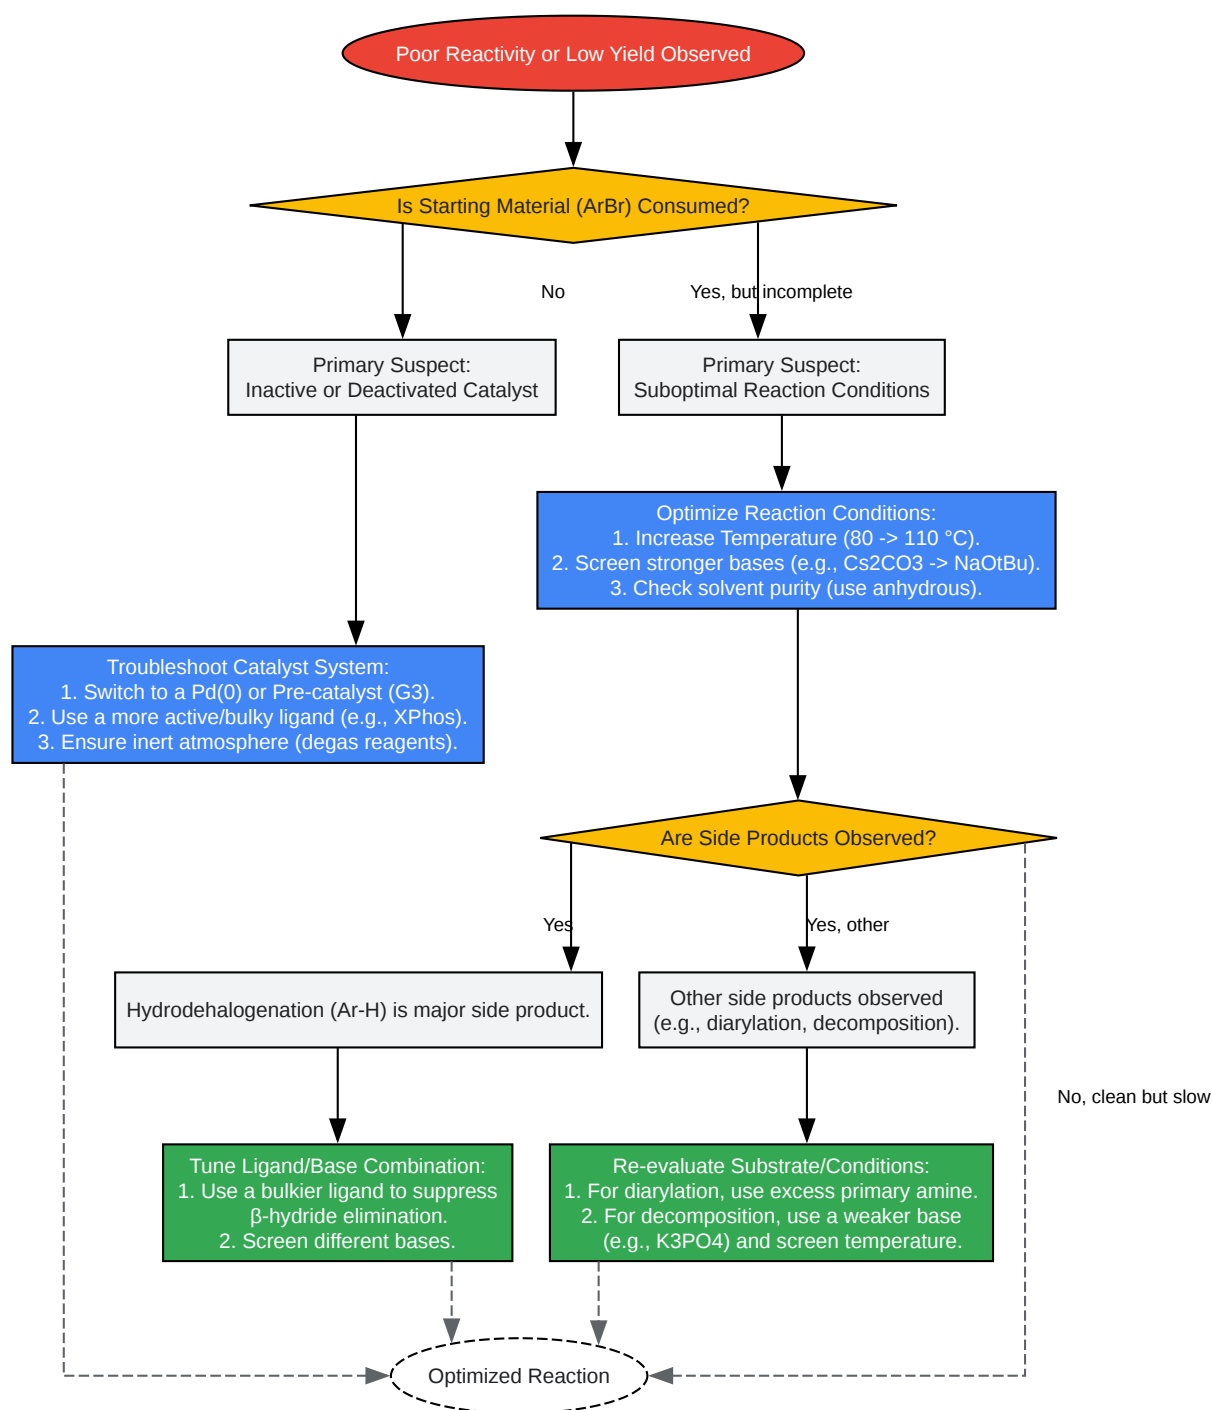 Poor Reactivity or Low Yield Observed
Is Starting Material (ArBr) Consumed?
No
Yes, but incomplete
Primary Suspect:
Inactive or Deactivated Catalyst
Primary Suspect:
Suboptimal Reaction Conditions
Optimize Reaction Conditions:
1. Increase Temperature (80 -> 110 °C).
2. Screen stronger bases (e.g., Cs2CO3 -> NaOtBu).
3. Check solvent purity (use anhydrous).
Troubleshoot Catalyst System:
1. Switch to a Pd(0) or Pre-catalyst (G3).
2. Use a more active/bulky ligand (e.g., XPhos).
3. Ensure inert atmosphere (degas reagents).
Are Side Products Observed?
Yes
Yes, other
Hydrodehalogenation (Ar-H) is major side product.
Other side products observed
(e.g., diarylation, decomposition).
No, clean but slow
Tune Ligand/Base Combination:
1. Use a bulkier ligand to suppress
β-hydride elimination.
2. Screen different bases.
Re-evaluate Substrate/Conditions:
1. For diarylation, use excess primary amine.
2. For decomposition, use a weaker base
(e.g., K3PO4) and screen temperature.
Optimized Reaction